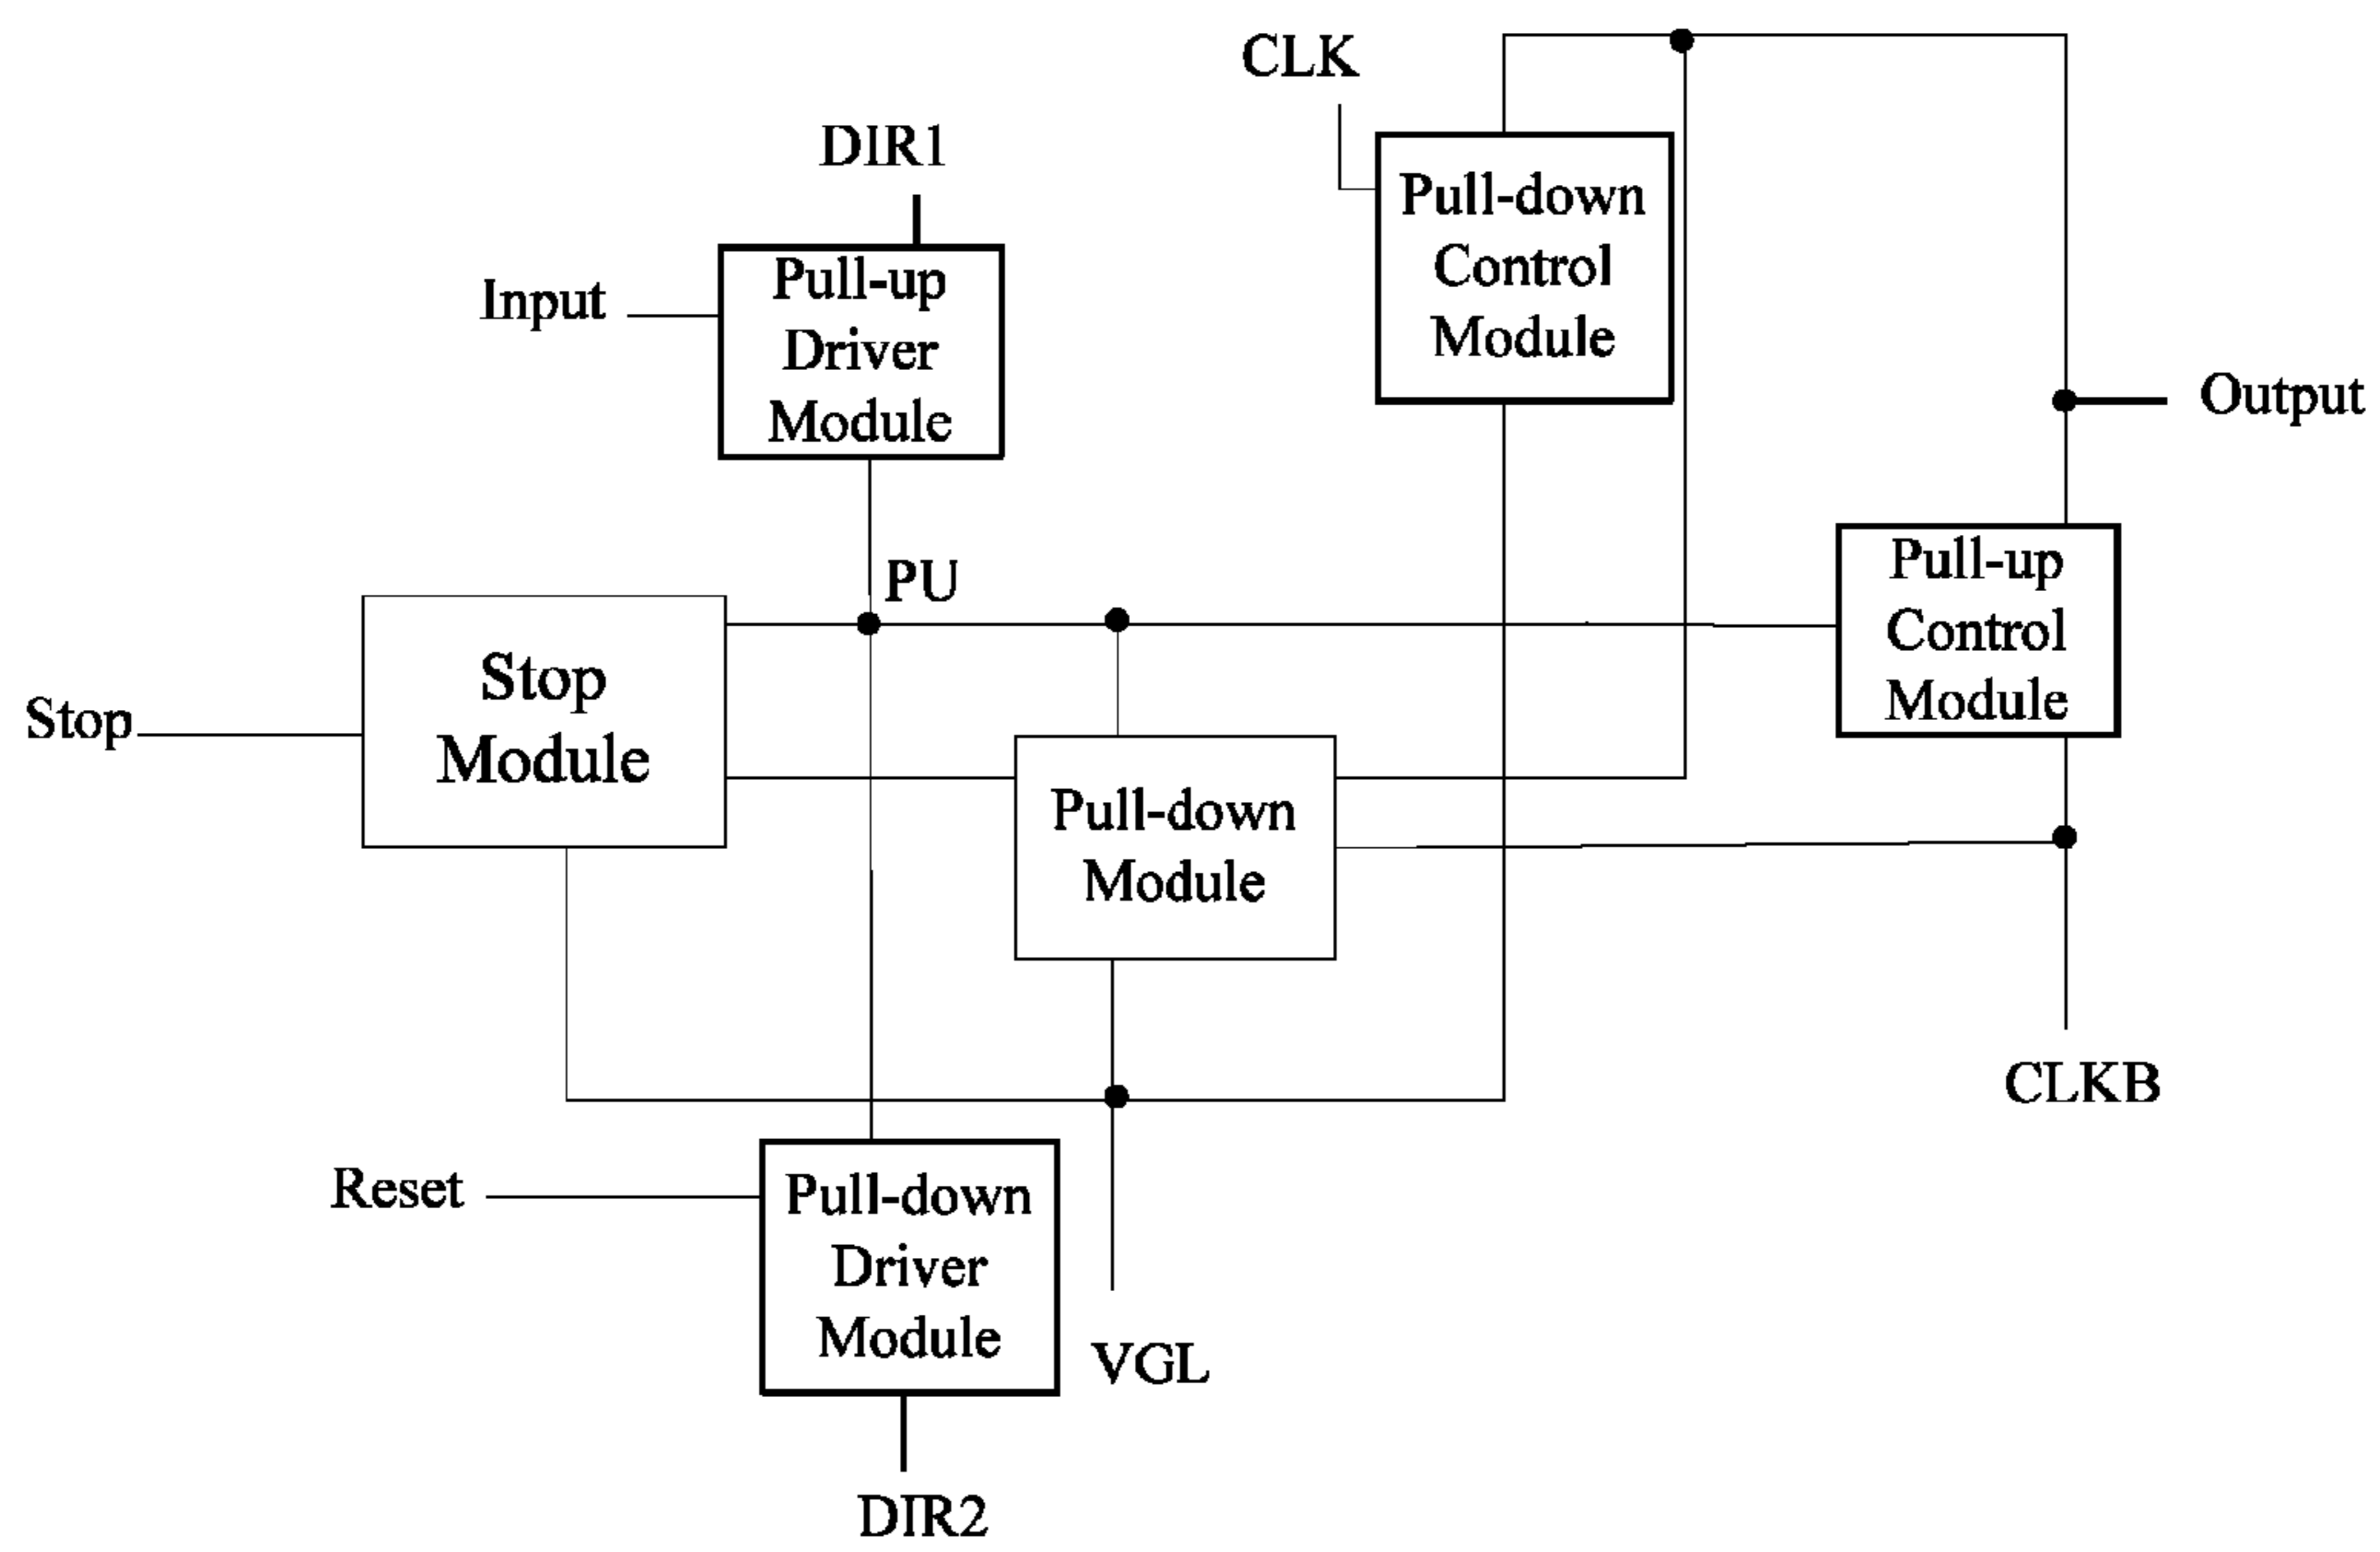 CLK
DIR1
Pull-down
Control
Module
Input
Pull-up
Driver
Module
Output
PU
Pull-up
Control
Module
Stop
Stop
Module
Pull-down
Module
CLKB
Reset
Pull-down
Driver
Module
VGL
DIR2